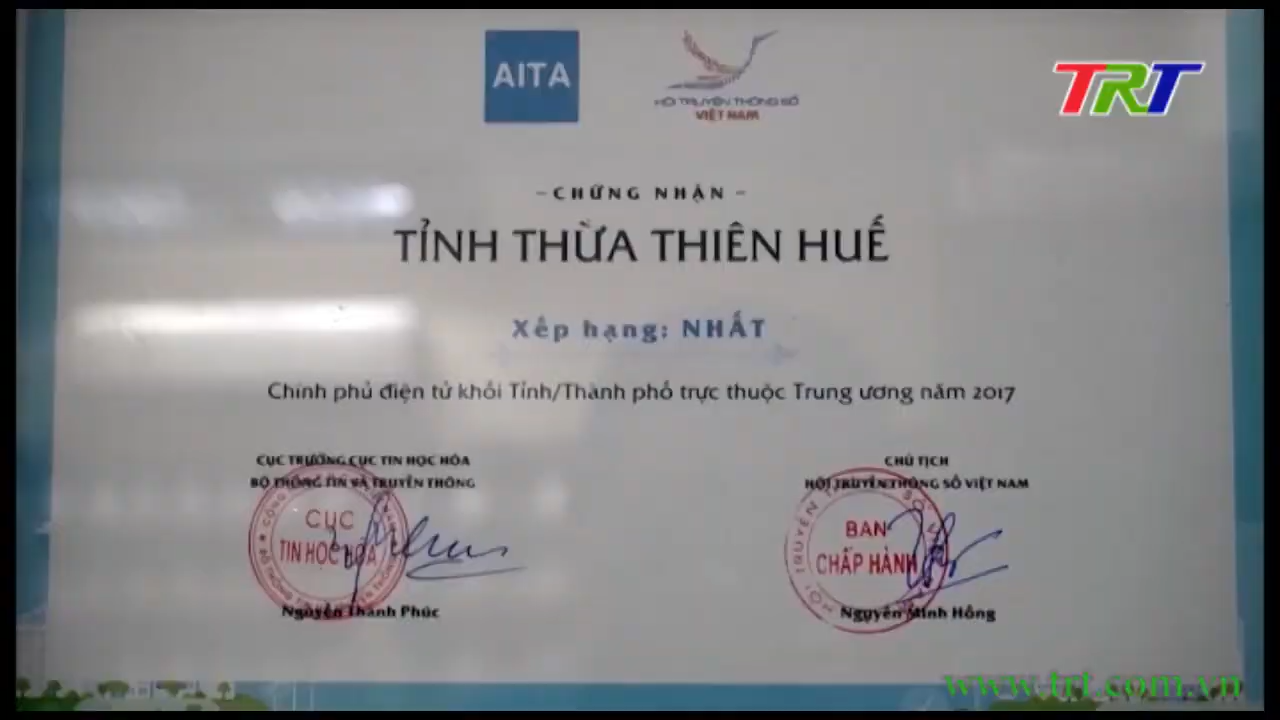 AITA
HỘI TRUYỀN THÔNG SỐ
VIỆT NAM
TRT
- CHỨNG NHẬN -
TỈNH THỪA THIÊN HUẾ
Xếp hạng: NHẤT
Chính phủ điện tử khối Tỉnh/Thành phố trực thuộc Trung ương năm 2017
CỤC TRƯỞNG CỤC TIN HỌC HÓA
BỘ THÔNG TIN VÀ TRUYỀN THÔNG
CỤC
TIN HỌC HÓA
Nguyễn Thành Phúc
CHỦ TỊCH
HỘI TRUYỀN THÔNG SỐ VIỆT NAM
BAN
CHẤP HÀNH
Nguyễn Minh Hồng
www.trt.com.vn